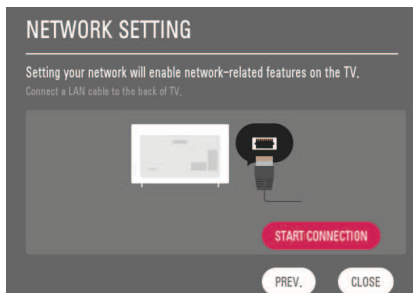 NETWORK SETTING
Setting your network will enable network-related features on the TV.
Connect a LAN cable to the back of TV.
START CONNECTION
PREV.
CLOSE